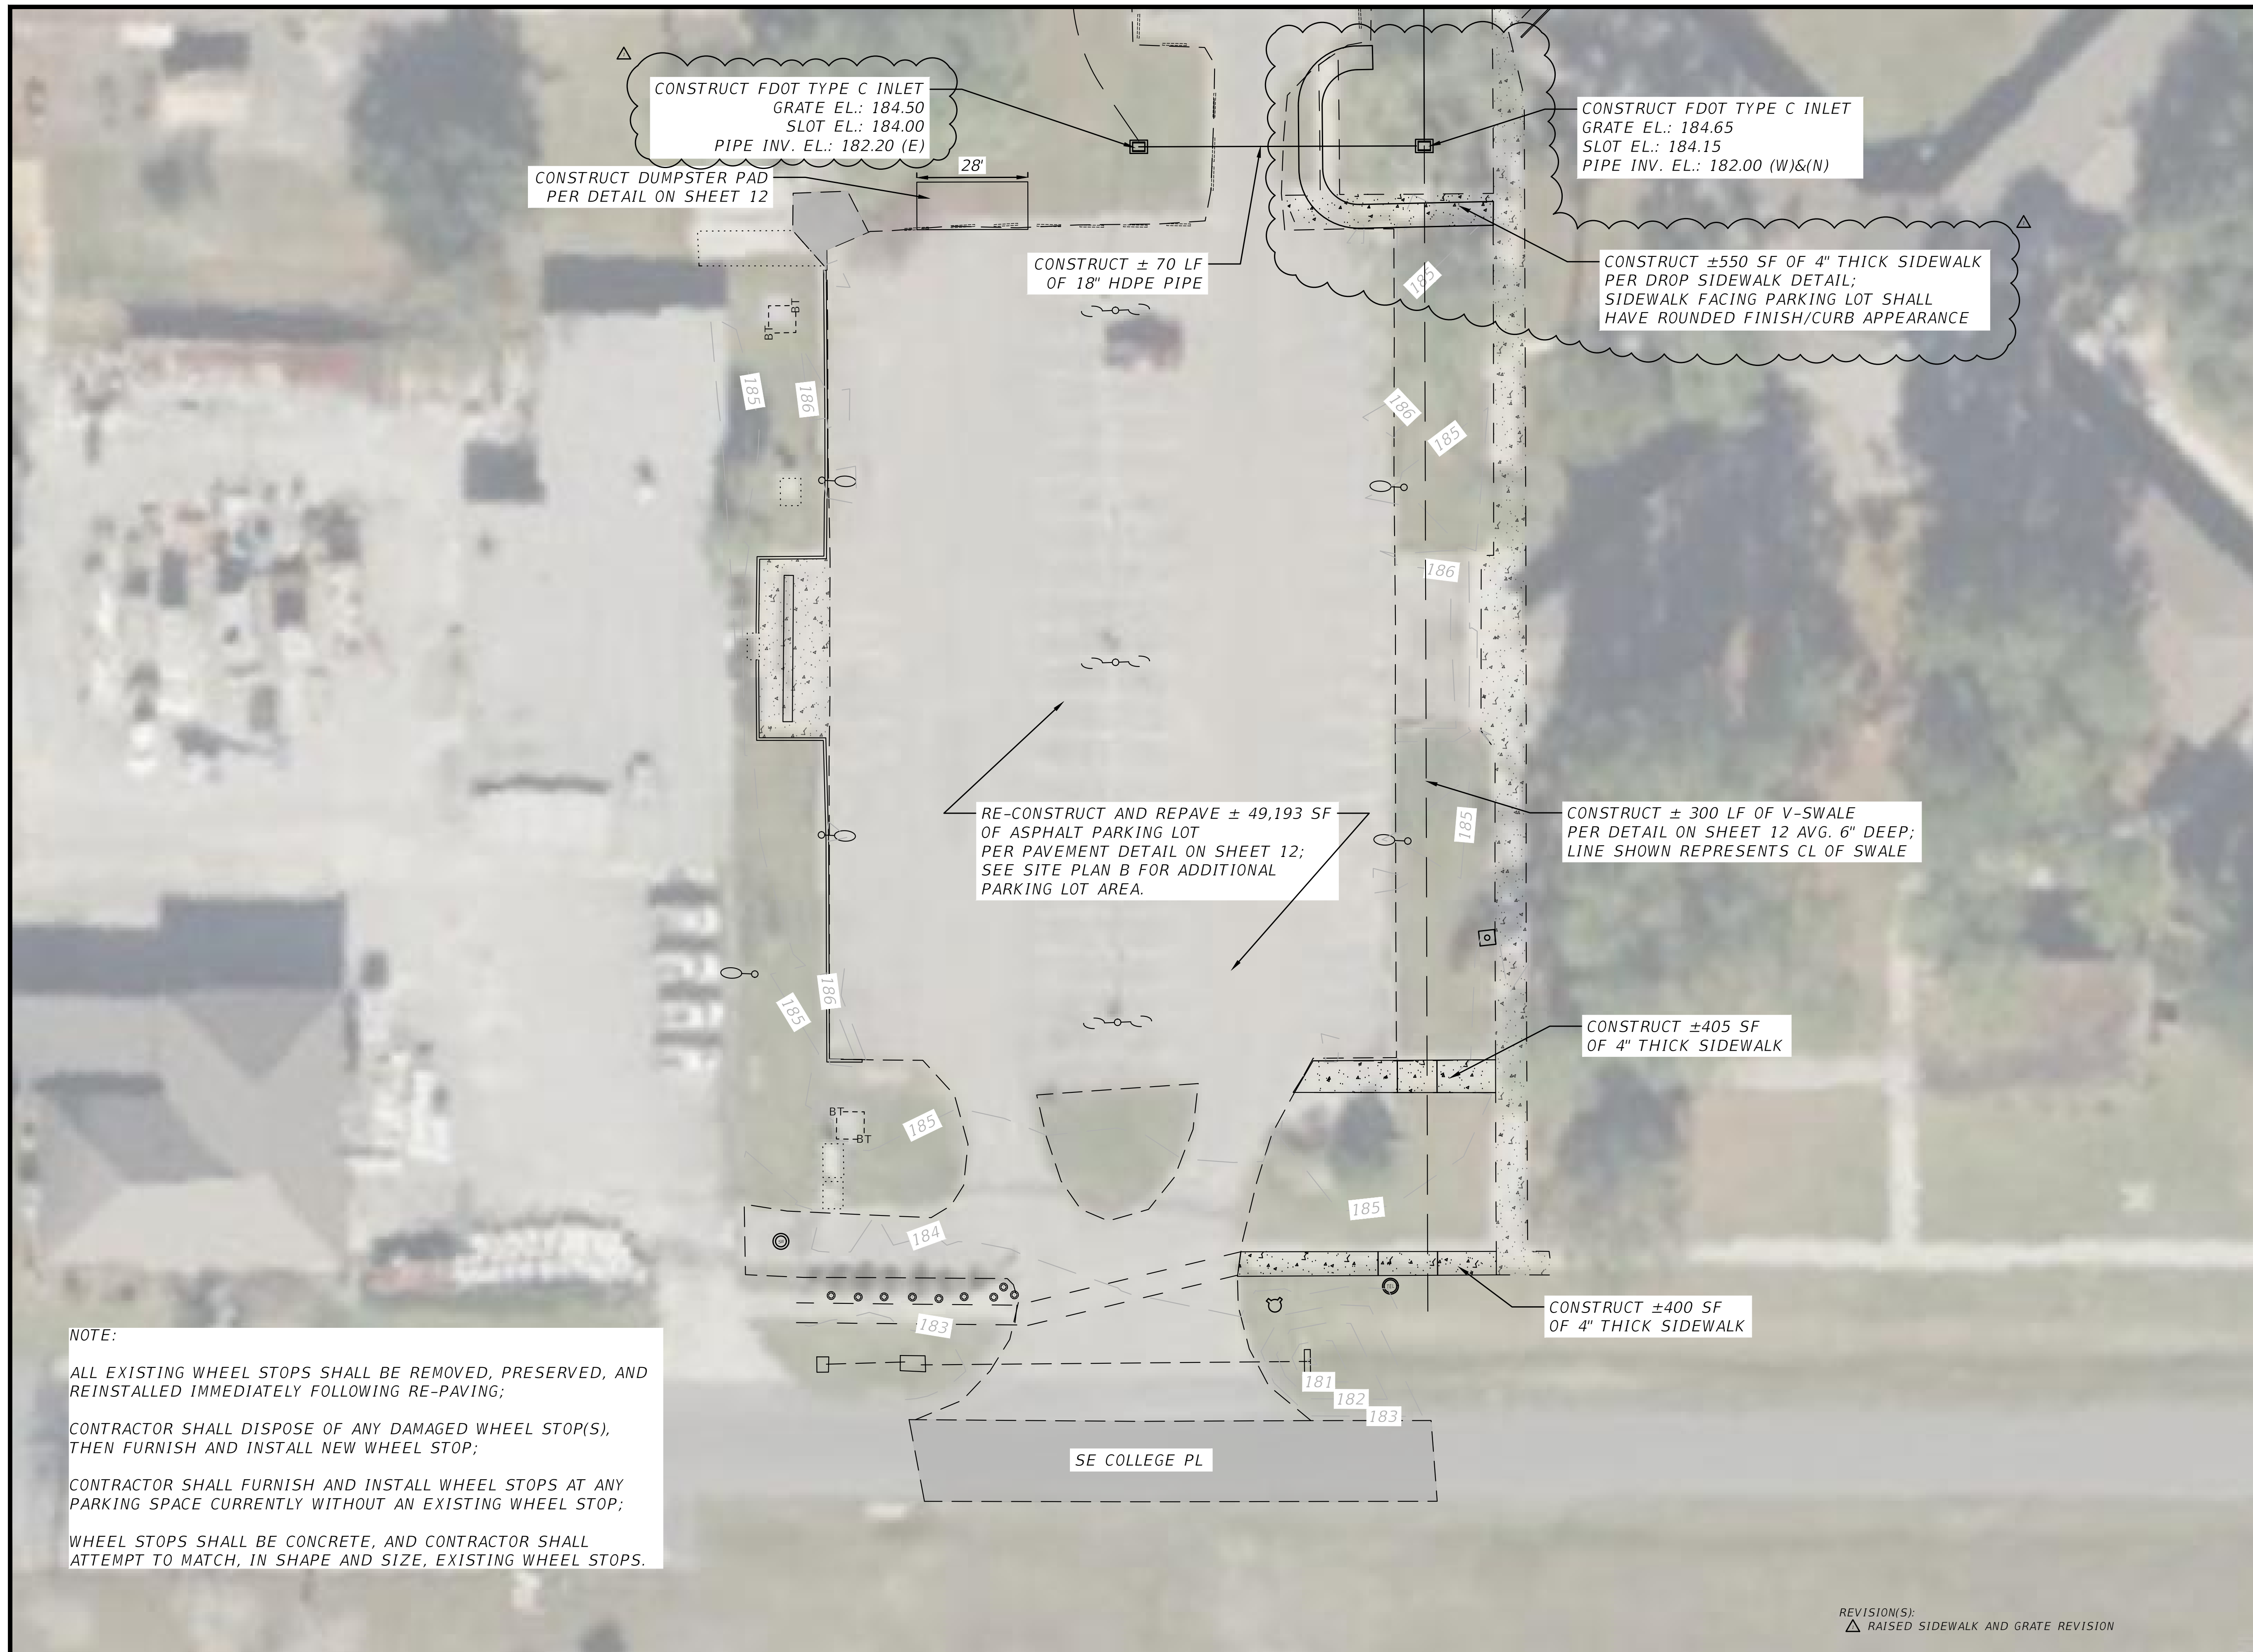 CONSTRUCT FDOT TYPE C INLET
GRATE EL.: 184.50
SLOT EL.: 184.00
PIPE INV. EL.: 182.20 (E)
CONSTRUCT FDOT TYPE C INLET
GRATE EL.: 184.65
SLOT EL.: 184.15
PIPE INV. EL.: 182.00 (W)&(N)
CONSTRUCT DUMPSTER PAD
PER DETAIL ON SHEET 12
28'
CONSTRUCT ± 70 LF
OF 18" HDPE PIPE
185
CONSTRUCT ±550 SF OF 4" THICK SIDEWALK
PER DROP SIDEWALK DETAIL;
SIDEWALK FACING PARKING LOT SHALL
HAVE ROUNDED FINISH/CURB APPEARANCE
BT
BT
185
186
186
185
186
RE-CONSTRUCT AND REPAVE ± 49,193 SF
OF ASPHALT PARKING LOT
PER PAVEMENT DETAIL ON SHEET 12;
SEE SITE PLAN B FOR ADDITIONAL
PARKING LOT AREA.
185
CONSTRUCT ± 300 LF OF V-SWALE
PER DETAIL ON SHEET 12 AVG. 6" DEEP;
LINE SHOWN REPRESENTS CL OF SWALE
185
186
CONSTRUCT ±405 SF
OF 4" THICK SIDEWALK
BT
BT
185
185
184
183
CONSTRUCT ±400 SF
OF 4" THICK SIDEWALK
181
182
183
SE COLLEGE PL
NOTE:
ALL EXISTING WHEEL STOPS SHALL BE REMOVED, PRESERVED, AND
REINSTALLED IMMEDIATELY FOLLOWING RE-PAVING;
CONTRACTOR SHALL DISPOSE OF ANY DAMAGED WHEEL STOP(S),
THEN FURNISH AND INSTALL NEW WHEEL STOP;
CONTRACTOR SHALL FURNISH AND INSTALL WHEEL STOPS AT ANY
PARKING SPACE CURRENTLY WITHOUT AN EXISTING WHEEL STOP;
WHEEL STOPS SHALL BE CONCRETE, AND CONTRACTOR SHALL
ATTEMPT TO MATCH, IN SHAPE AND SIZE, EXISTING WHEEL STOPS.
REVISION(S):
RAISED SIDEWALK AND GRATE REVISION